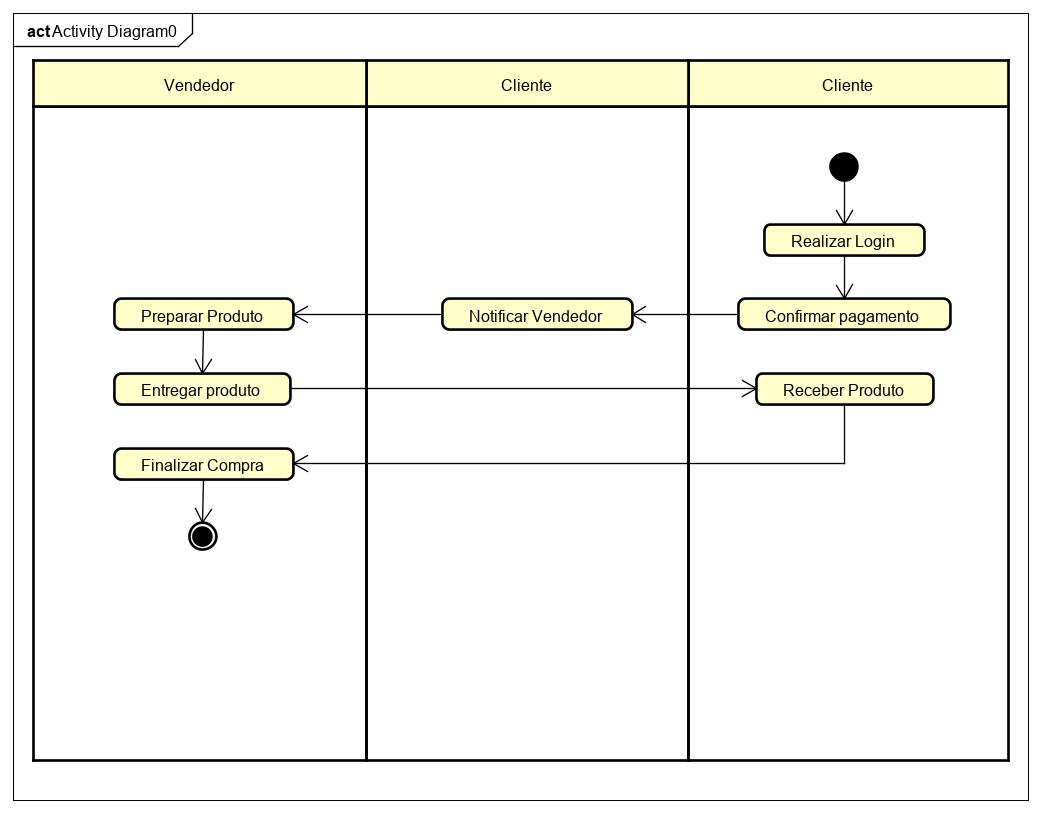 act Activity Diagram0
Vendedor Cliente Cliente
Realizar Login
Preparar Produto Notificar Vendedor Confirmar pagamento
Entregar produto Receber Produto
Finalizar Compra